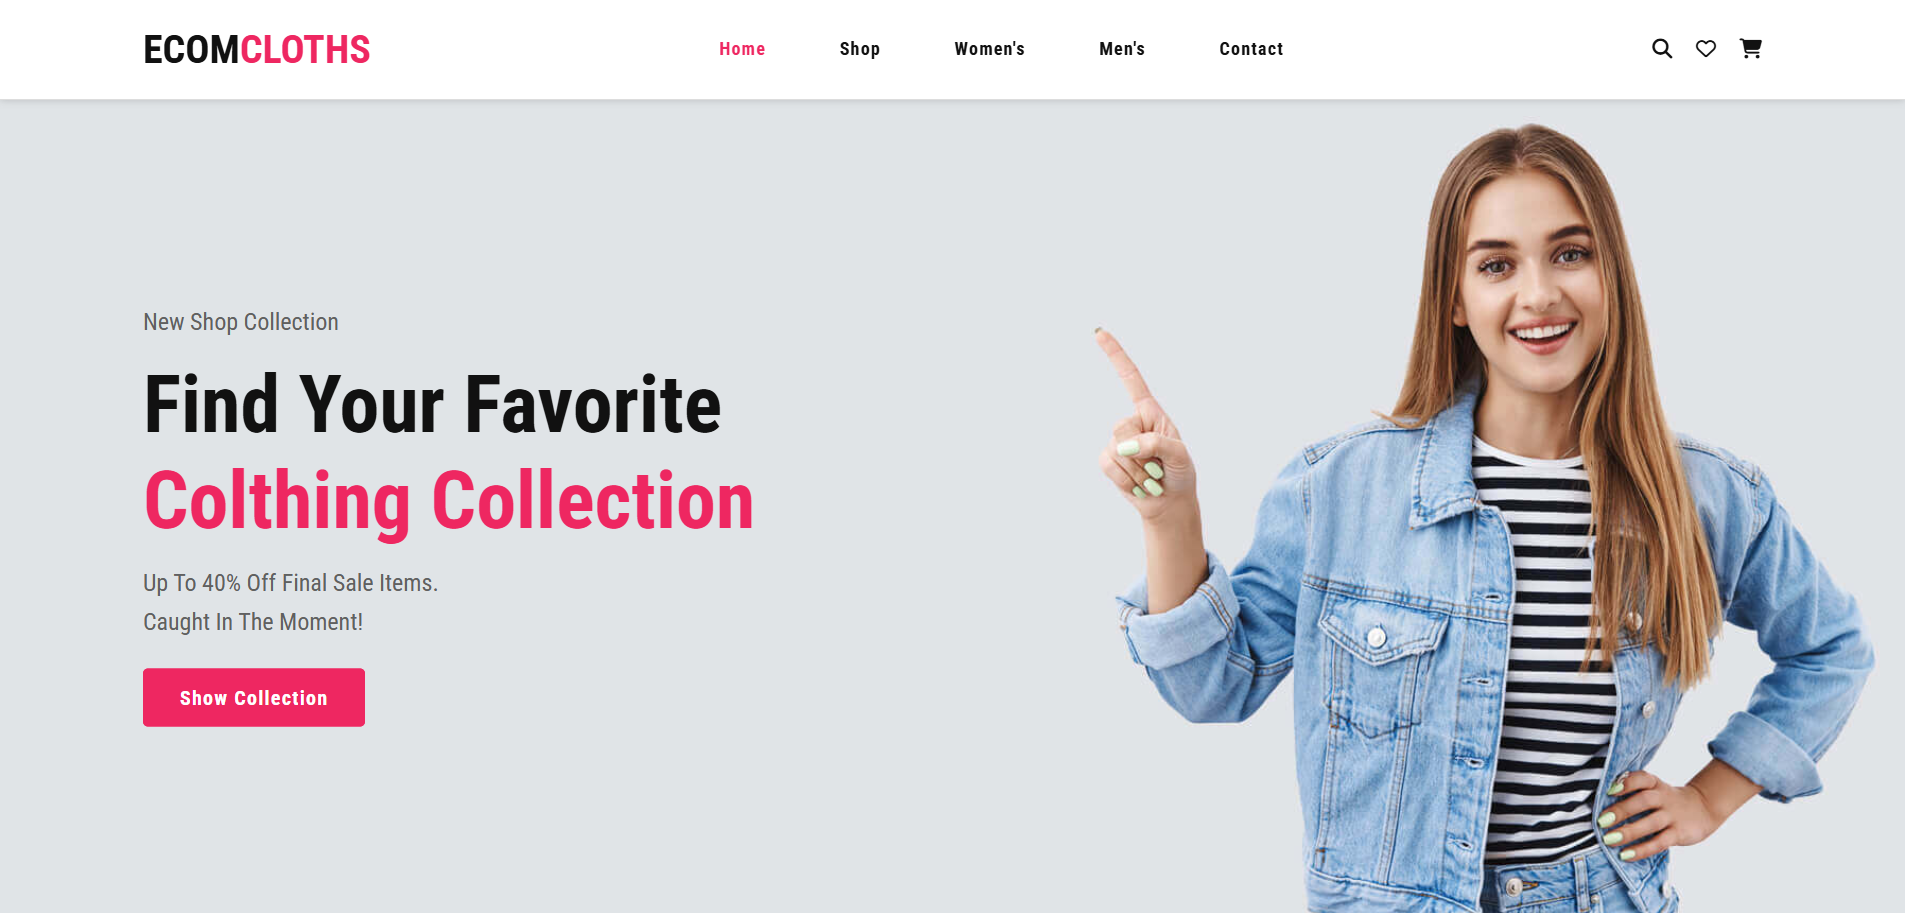 ECOMCLOTHS
Home Shop Women's Men's Contact
New Shop Collection
Find Your Favorite
Colthing Collection
Up To 40% Off Final Sale Items.
Caught In The Moment!
Show Collection